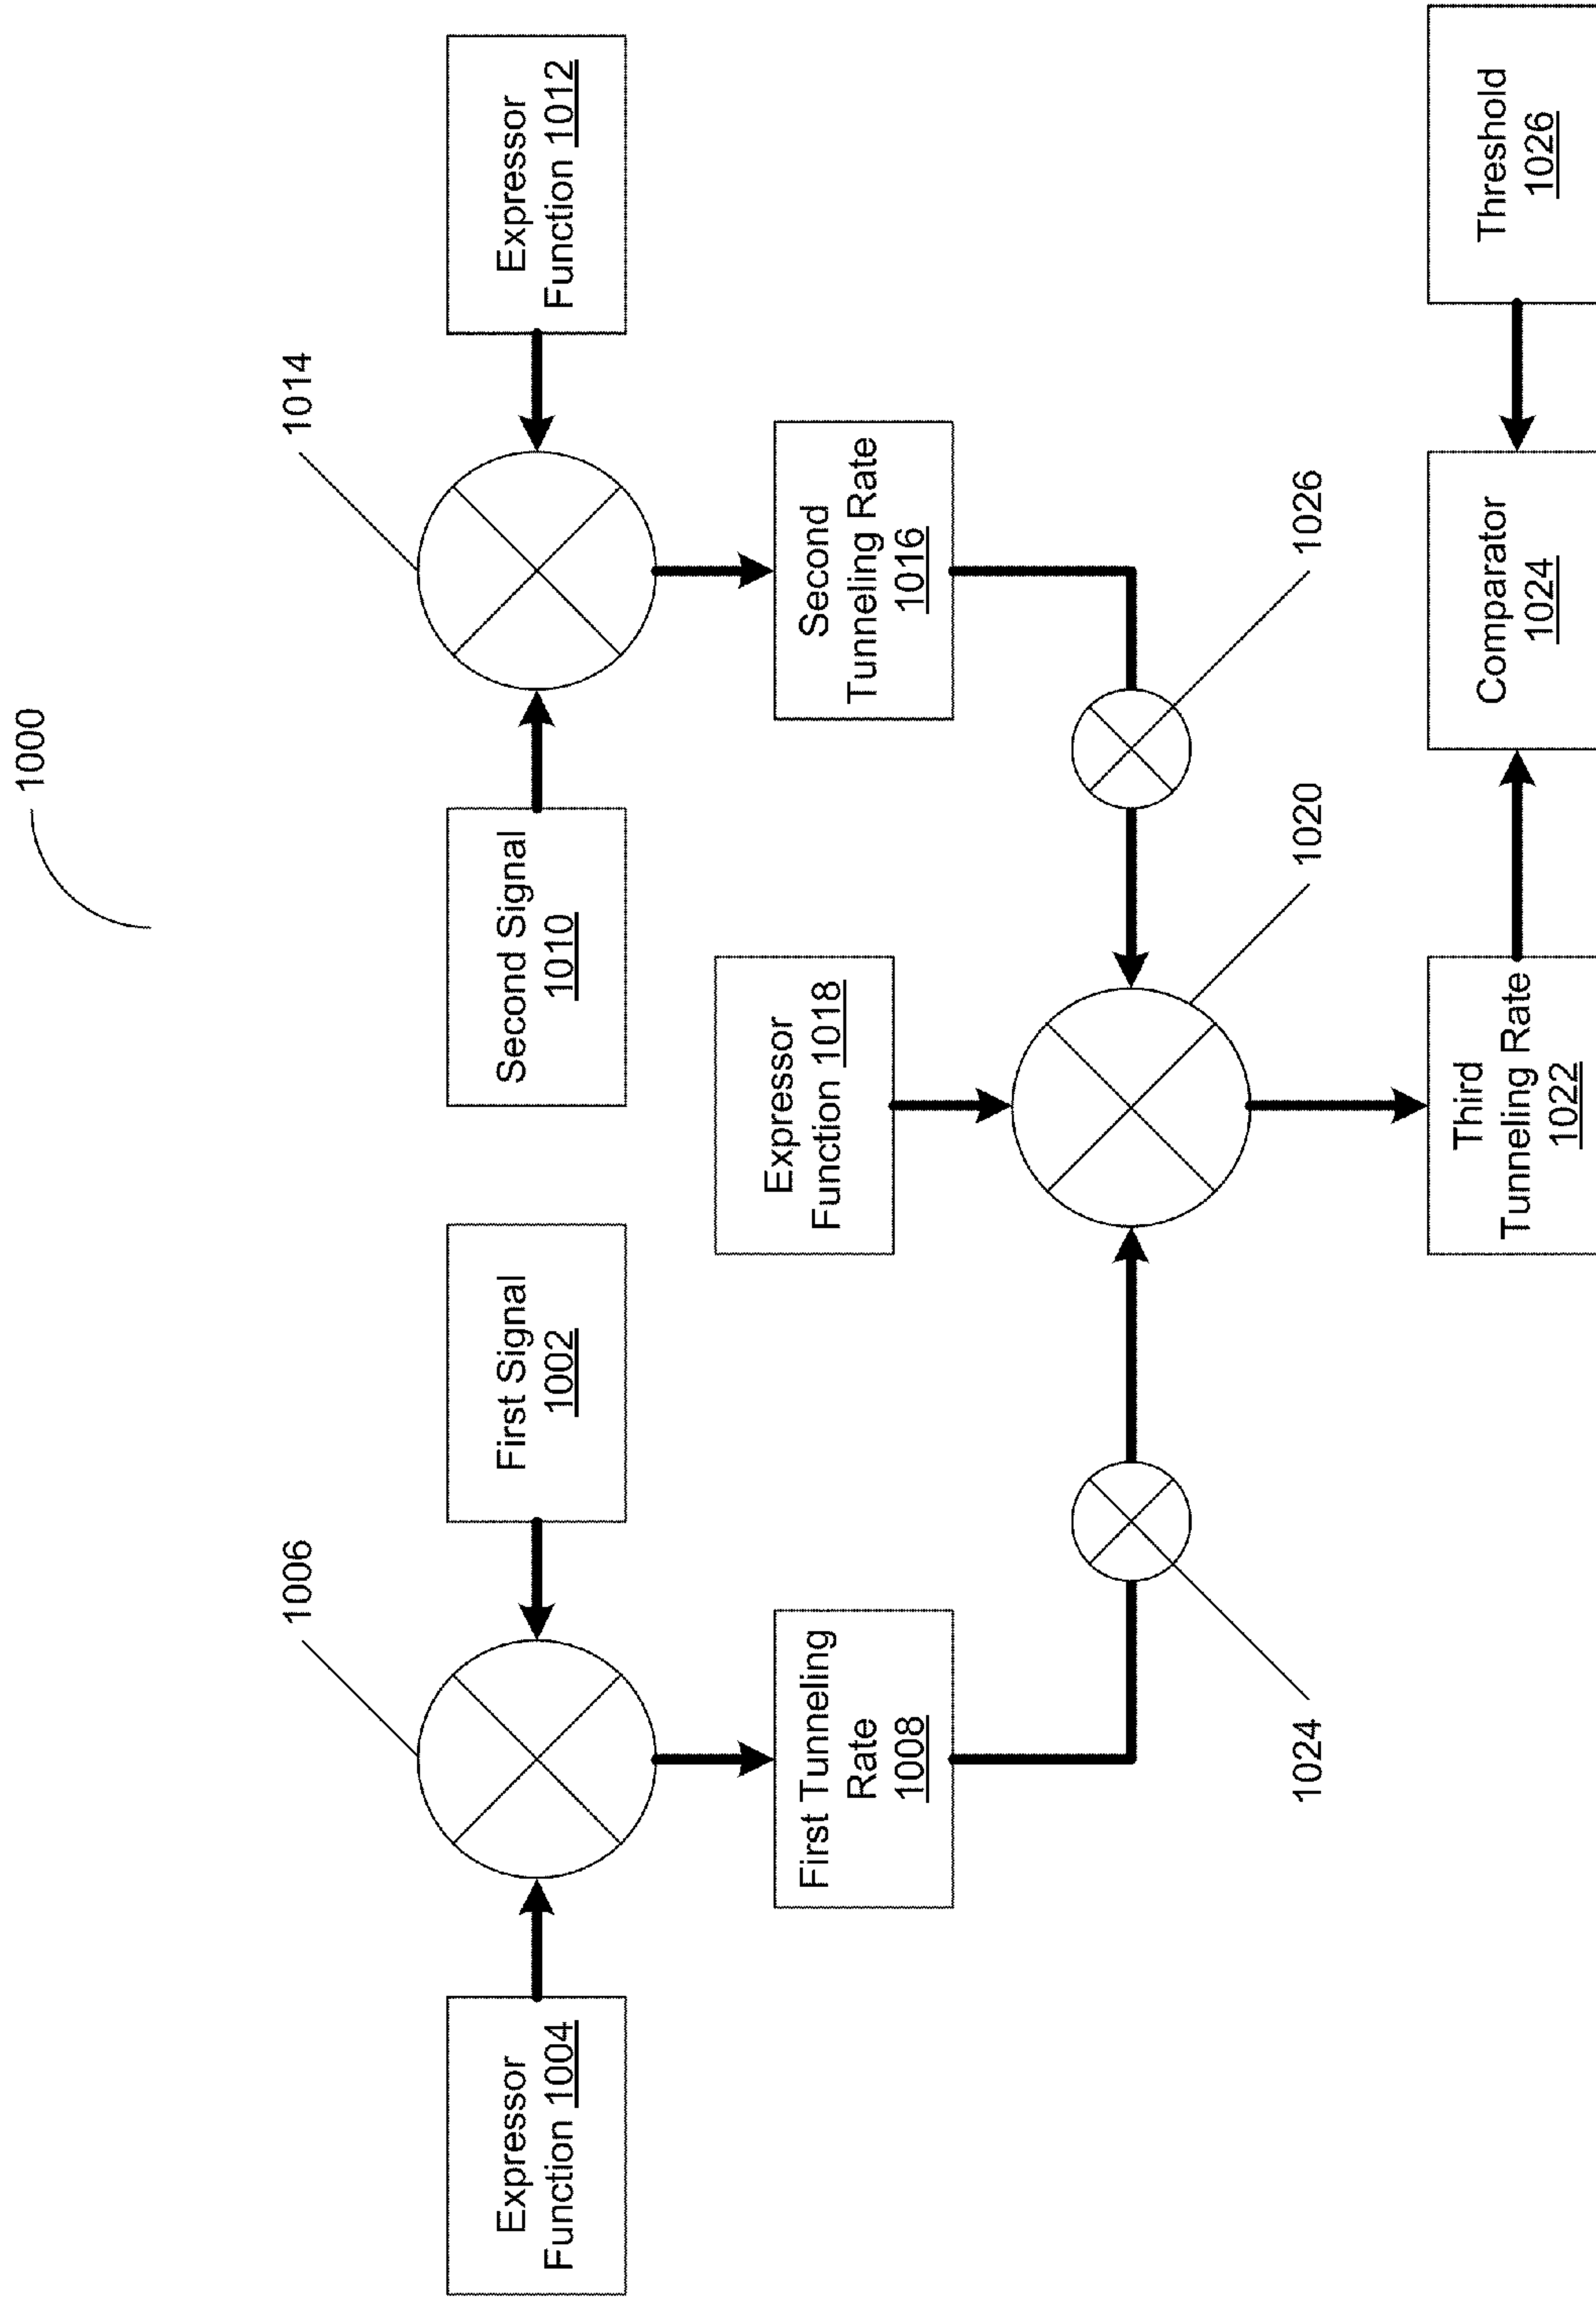 1000
1006
1014
Expressor
Function 1004
First Signal
1002
Second Signal
1010
Expressor
Function 1012
First Tunneling
Rate
1008
Expressor
Function 1018
Second
Tunneling Rate
1016
1024
1020
1026
Third
Tunneling Rate
1022
Comparator
1024
Threshold
1026